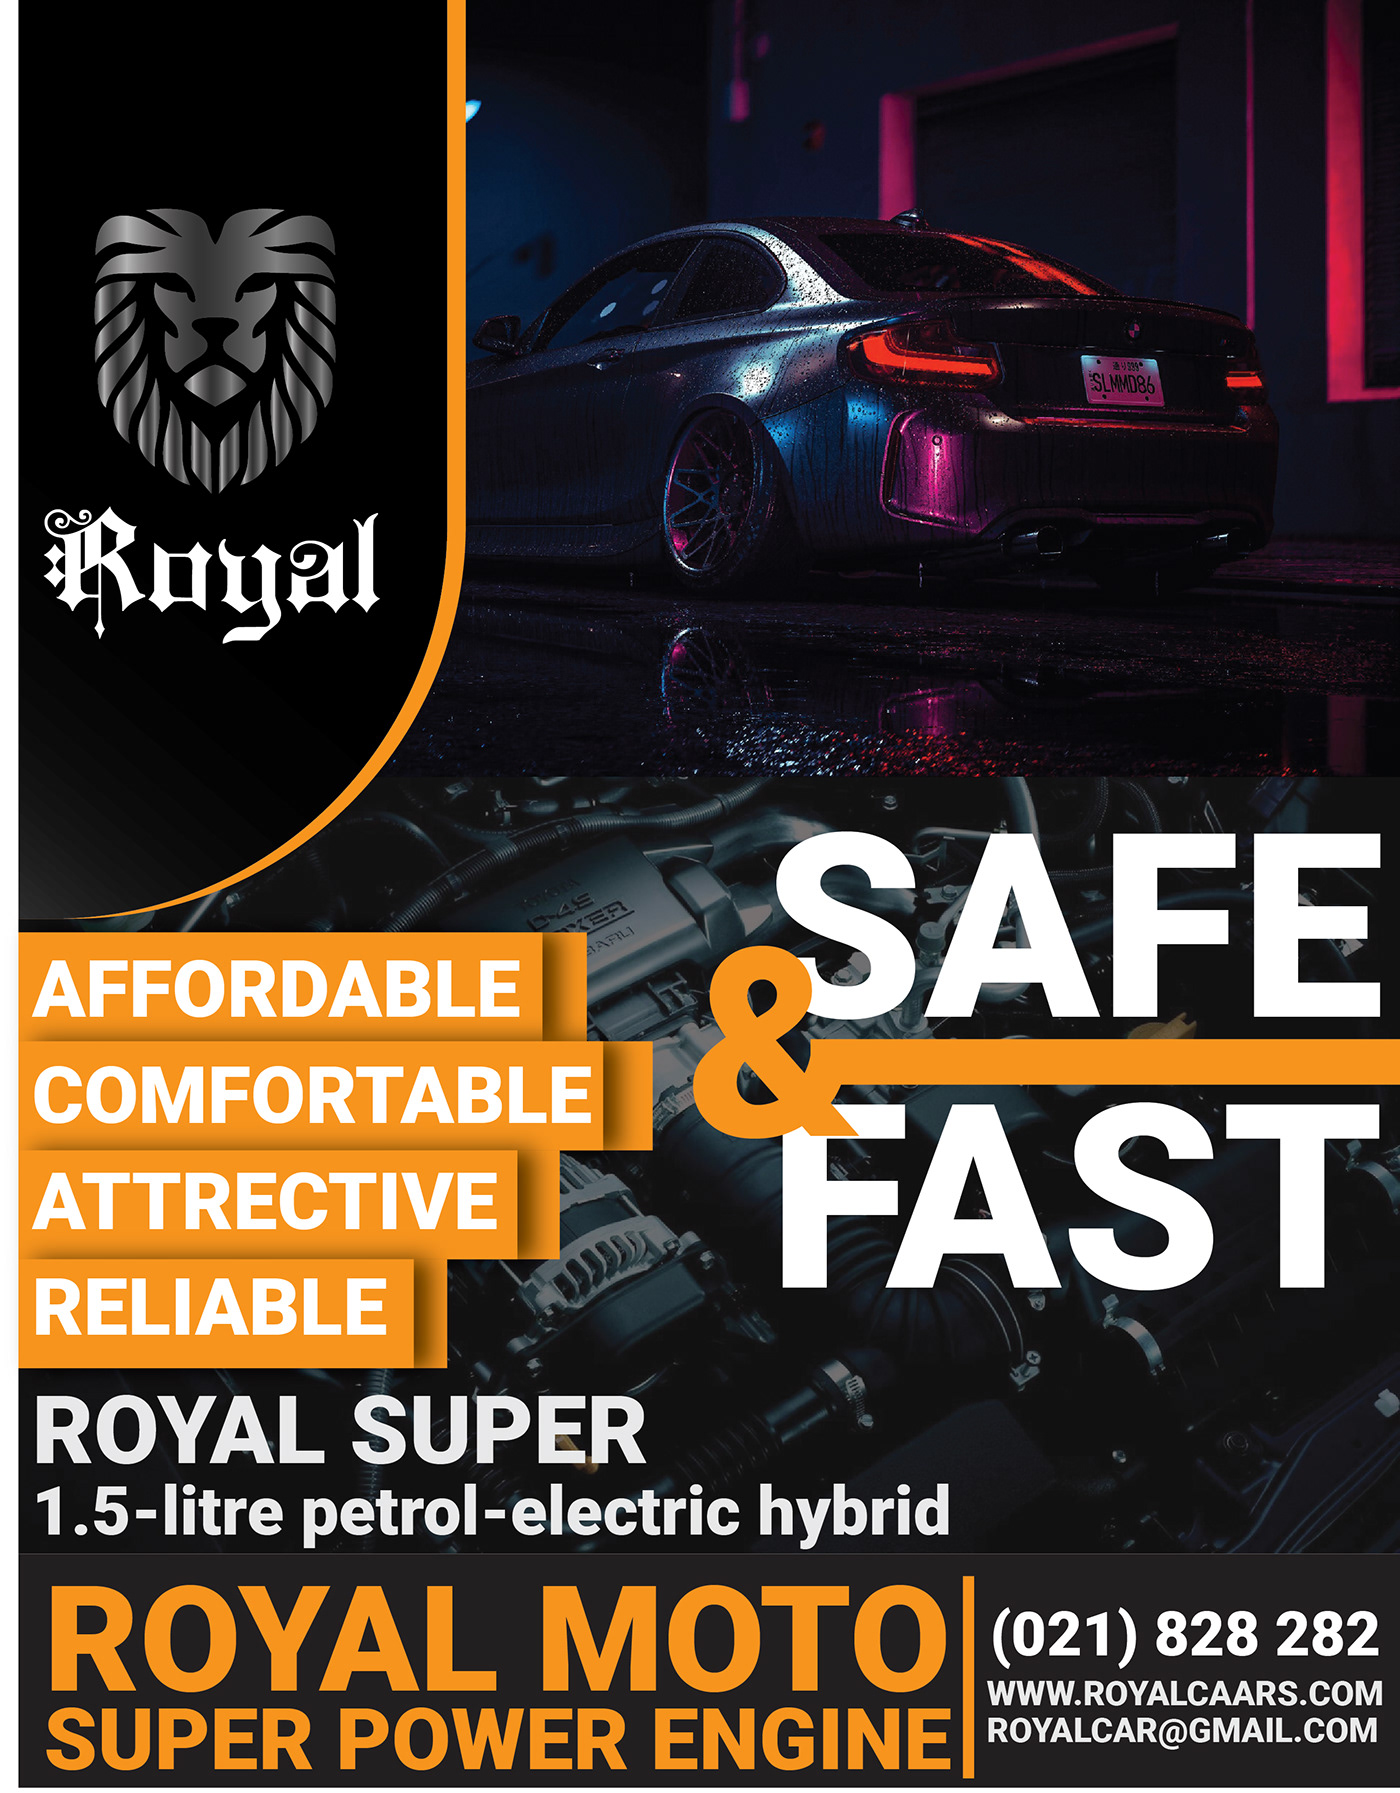 Royal
SLMMD86
SAFE
&
FAST
AFFORDABLE
COMFORTABLE
ATTRECTIVE
RELIABLE
ROYAL SUPER
1.5-litre petrol-electric hybrid
ROYAL MOTO
SUPER POWER ENGINE
(021) 828 282
WWW.ROYALCAARS.COM
ROYALCAR@GMAIL.COM